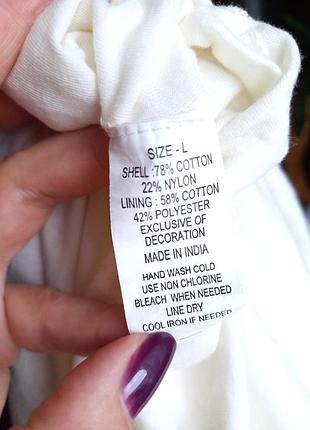 SIZE - L
SHELL :78% COTTON
22% NYLON
LINING : 58% COTTON
42% POLYESTER
EXCLUSIVE OF
DECORATION
MADE IN INDIA
HAND WASH COLD
USE NON CHLORINE
BLEACH WHEN NEEDED
LINE DRY
COOL IRON IF NEEDED